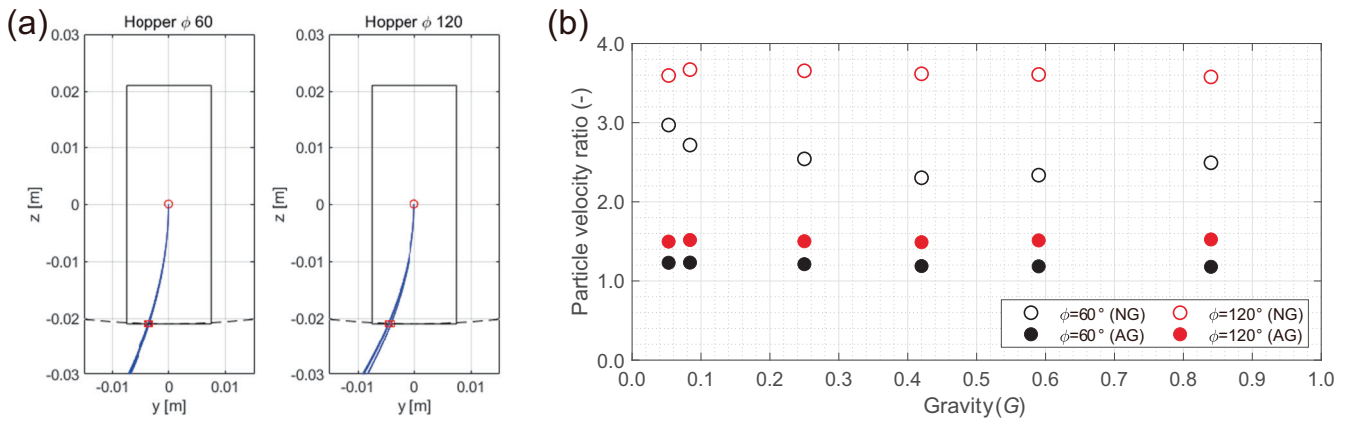 (a)
Hopper ϕ 60
Hopper ϕ 120
0.03
0.03
0.02
0.02
0.01
0.01
z [m]
z [m]
0
0
-0.01
-0.01
-0.02
-0.02
-0.03
-0.03
-0.01
0
0.01
-0.01
0
0.01
y [m]
y [m]
(b)
4.0
3.0
2.0
1.0
0.0
Particle velocity ratio (-)
ϕ=60° (NG)
ϕ=120° (NG)
ϕ=60° (AG)
ϕ=120° (AG)
0.0 0.1 0.2 0.3 0.4 0.5 0.6 0.7 0.8 0.9 1.0
Gravity(G)